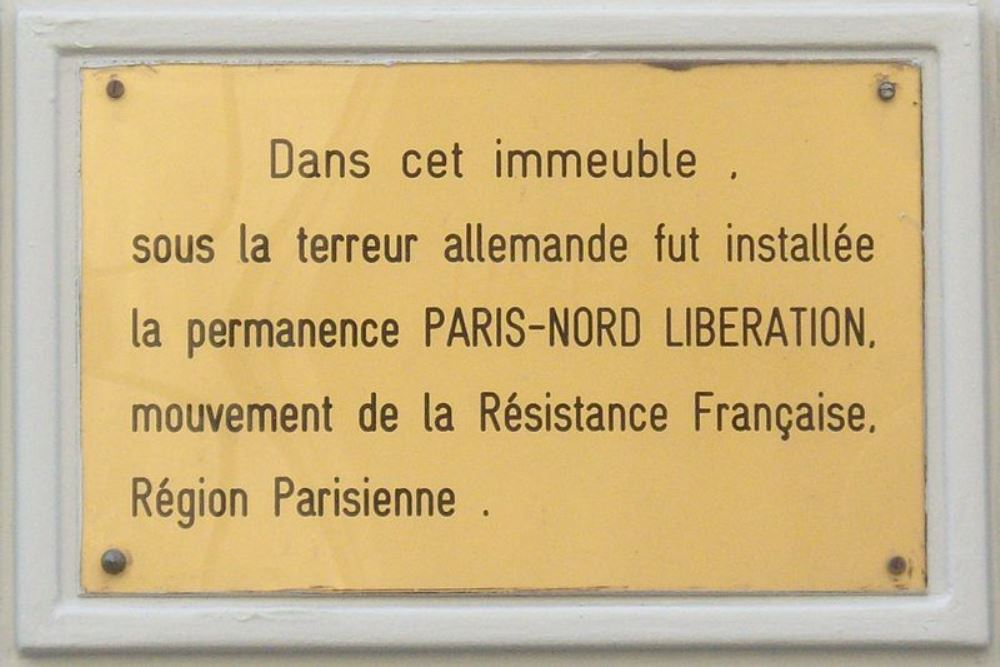 Dans cet immeuble ,
sous la terreur allemande fut installée
la permanence PARIS-NORD LIBERATION,
mouvement de la Résistance Française,
Région Parisienne .